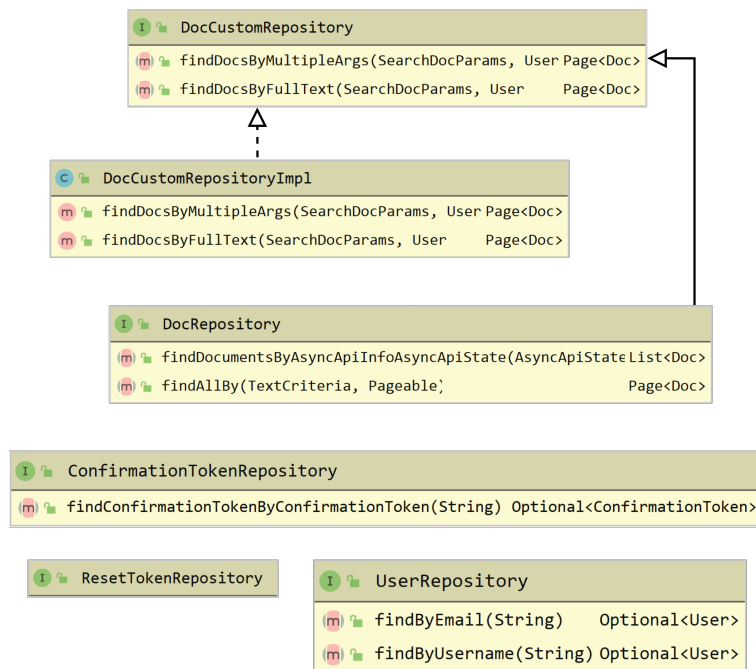 I DocCustomRepository
m findDocsByMultipleArgs(SearchDocParams, User Page<Doc>
m findDocsByFullText(SearchDocParams, User Page<Doc>
C DocCustomRepositoryImpl
m findDocsByMultipleArgs(SearchDocParams, User Page<Doc>
m findDocsByFullText(SearchDocParams, User Page<Doc>
I DocRepository
m findDocumentsByAsyncApiInfoAsyncApiState(AsyncApiState List<Doc>
m findAllBy(TextCriteria, Pageable) Page<Doc>
I ConfirmationTokenRepository
m findConfirmationTokenByConfirmationToken(String) Optional<ConfirmationToken>
I ResetTokenRepository
I UserRepository
m findByEmail(String) Optional<User>
m findByUsername(String) Optional<User>